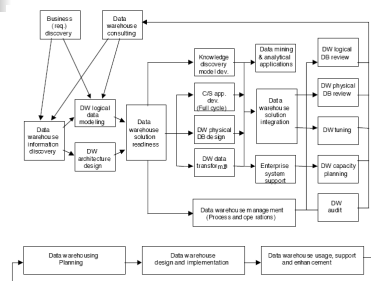 Business
(req.)
discovery
Data
warehouse
consulting
Knowledge
discovery
model dev.
Data mining
& analytical
applications
DW logical
DB review
C/S app.
dev.
(Full cycle)
DW physical
DB review
DW logical
data
modeling
Data
warehouse
information
discovery
DW
architecture
design
Data
warehouse
solution
readiness
DW physical
DB design
Data
warehouse
solution
integration
DW tuning
DW data
transform.
Enterprise
system
support
DW capacity
planning
Data warehouse management
(Process and operations)
DW
audit
Data warehousing
Planning
Data warehouse
design and implementation
Data warehouse usage, support
and enhancement